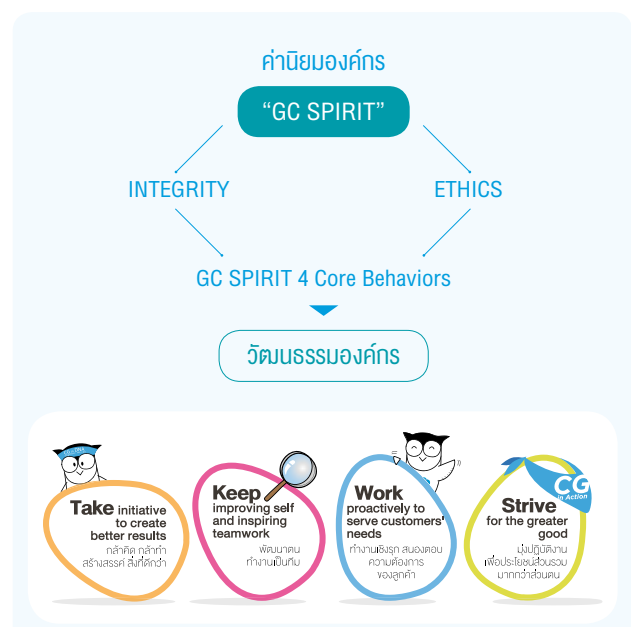 ค่านิยมองค์กร
“GC SPIRIT”
INTEGRITY
ETHICS
GC SPIRIT 4 Core Behaviors
วัฒนธรรมองค์กร
Take initiative
to create
better results
กล้าคิด กล้าทำ
สร้างสรรค์ สิ่งที่ดีกว่า
Keep
improving self
and inspiring
teamwork
พัฒนาตน
ทำงานเป็นทีม
Work
proactively to
serve customers'
needs
ทำงานเชิงรุก สนองตอบ
ความต้องการ
ของลูกค้า
CG
in Action
Strive
for the greater
good
มุ่งปฏิบัติงาน
เพื่อประโยชน์ส่วนรวม
มากกว่าส่วนตน